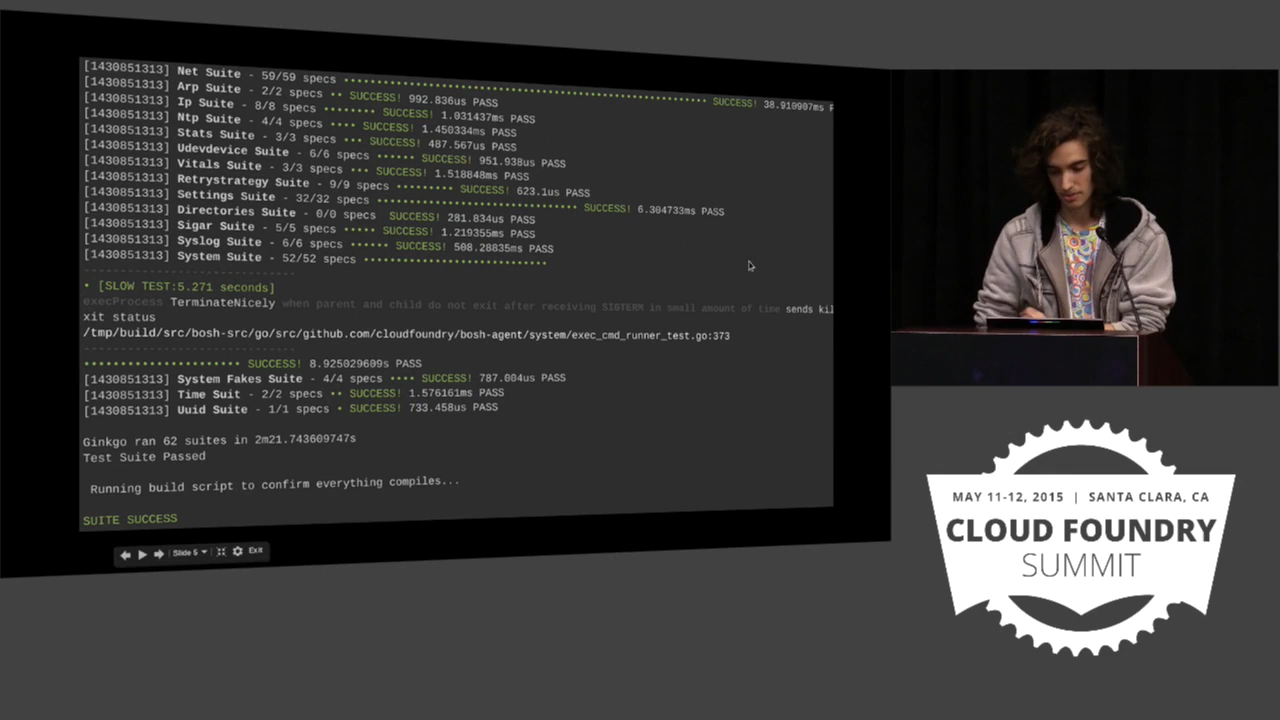 [1430851313] Net Suite - 59/59 specs ••••••••••••••••••••••••••••••••••••••••••••••••••••••••••• SUCCESS! 38.910907ms P
[1430851313] Arp Suite - 2/2 specs •• SUCCESS! 992.836us PASS
[1430851313] Ip Suite - 8/8 specs •••••••• SUCCESS! 1.031437ms PASS
[1430851313] Ntp Suite - 4/4 specs •••• SUCCESS! 1.450334ms PASS
[1430851313] Stats Suite - 3/3 specs ••• SUCCESS! 487.567us PASS
[1430851313] Udevdevice Suite - 6/6 specs •••••• SUCCESS! 951.938us PASS
[1430851313] Vitals Suite - 3/3 specs ••• SUCCESS! 1.518848ms PASS
[1430851313] Retrystrategy Suite - 9/9 specs ••••••••• SUCCESS! 623.1us PASS
[1430851313] Settings Suite - 32/32 specs •••••••••••••••••••••••••••••••• SUCCESS! 6.304733ms PASS
[1430851313] Directories Suite - 0/0 specs SUCCESS! 281.834us PASS
[1430851313] Sigar Suite - 5/5 specs ••••• SUCCESS! 1.219355ms PASS
[1430851313] Syslog Suite - 6/6 specs •••••• SUCCESS! 508.28835ms PASS
[1430851313] System Suite - 52/52 specs ••••••••••••••••••••••••••••••
------------------------------
• [SLOW TEST:5.271 seconds]
execProcess TerminateNicely when parent and child do not exit after receiving SIGTERM in small amount of time sends kil
xit status
/tmp/build/src/bosh-src/go/src/github.com/cloudfoundry/bosh-agent/system/exec_cmd_runner_test.go:373
------------------------------
•••••••••••••••••••••• SUCCESS! 8.925029609s PASS
[1430851313] System Fakes Suite - 4/4 specs •••• SUCCESS! 787.004us PASS
[1430851313] Time Suit - 2/2 specs •• SUCCESS! 1.576161ms PASS
[1430851313] Uuid Suite - 1/1 specs • SUCCESS! 733.458us PASS
Ginkgo ran 62 suites in 2m21.743609747s
Test Suite Passed
Running build script to confirm everything compiles...
SUITE SUCCESS
Slide 6
Exit
MAY 11-12, 2015 | SANTA CLARA, CA
CLOUD FOUNDRY
SUMMIT